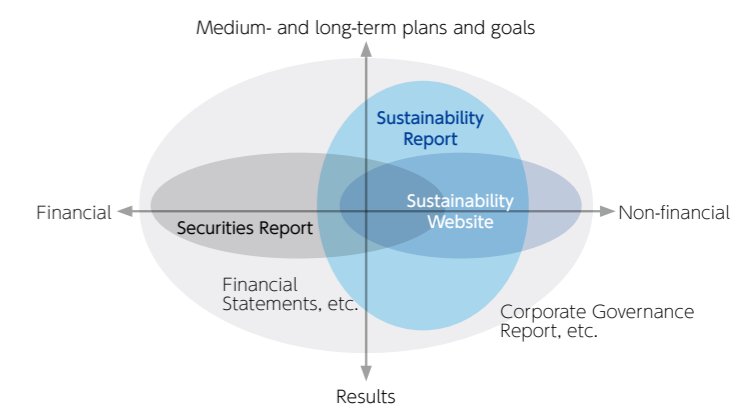 Medium- and long-term plans and goals
Sustainability
Report
Financial
Sustainability
Website
Non-financial
Securities Report
Financial
Statements, etc.
Corporate Governance
Report, etc.
Results